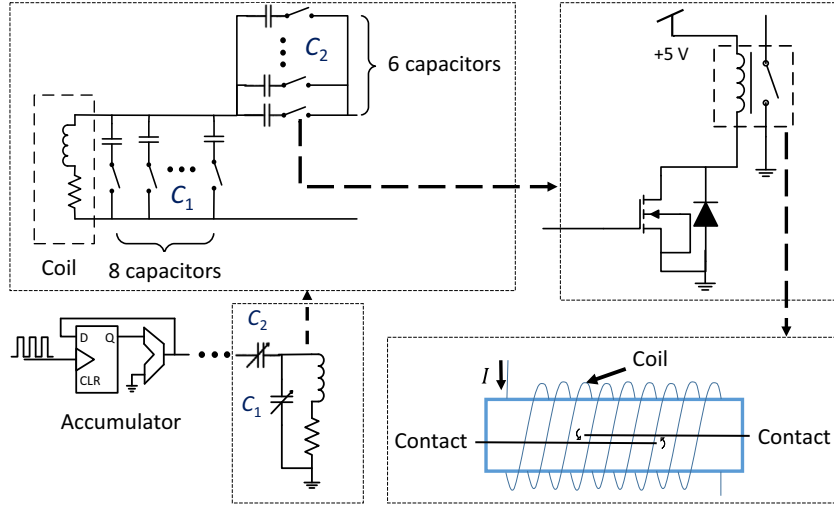 C2
6 capacitors
C1
Coil
8 capacitors
+5 V
C2
D Q
CLR
C1
Accumulator
I
Coil
Contact
Contact